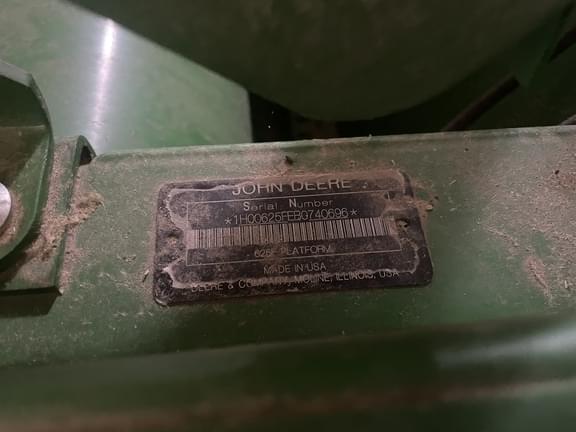 JOHN DEERE
Serial Number
*1H00625FEB0740696*
625F PLATFORM
MADE IN USA
DEERE & COMPANY, MOLINE, ILLINOIS, USA